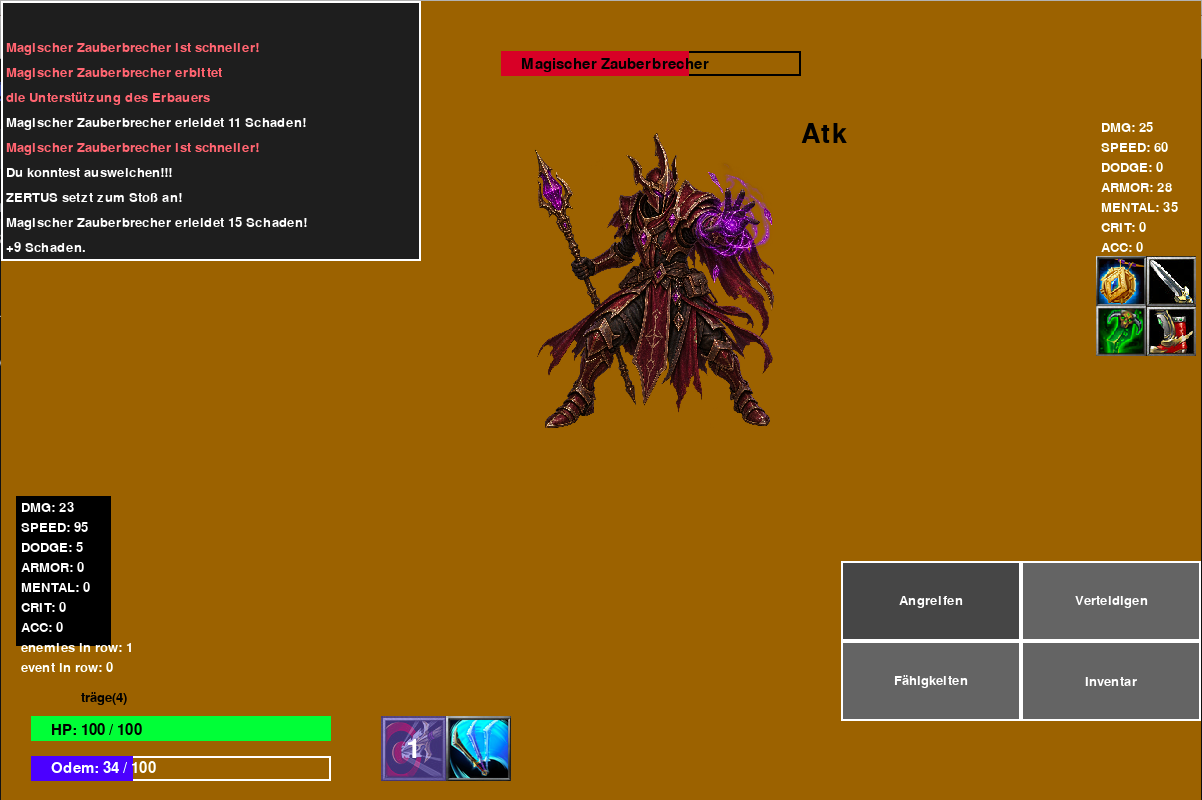 Magischer Zauberbrecher ist schneller!
Magischer Zauberbrecher erbittet
die Unterstützung des Erbauers
Magischer Zauberbrecher erleidet 11 Schaden!
Magischer Zauberbrecher ist schneller!
Du konntest ausweichen!!!
ZERTUS setzt zum Stoß an!
Magischer Zauberbrecher erleidet 15 Schaden!
+9 Schaden.
Magischer Zauberbrecher
Atk
DMG: 25
SPEED: 60
DODGE: 0
ARMOR: 28
MENTAL: 35
CRIT: 0
ACC: 0
DMG: 23
SPEED: 95
DODGE: 5
ARMOR: 0
MENTAL: 0
CRIT: 0
ACC: 0
enemies in row: 1
event in row: 0
träge(4)
HP: 100 / 100
Odem: 34 / 100
1
Angreifen
Verteidigen
Fähigkeiten
Inventar